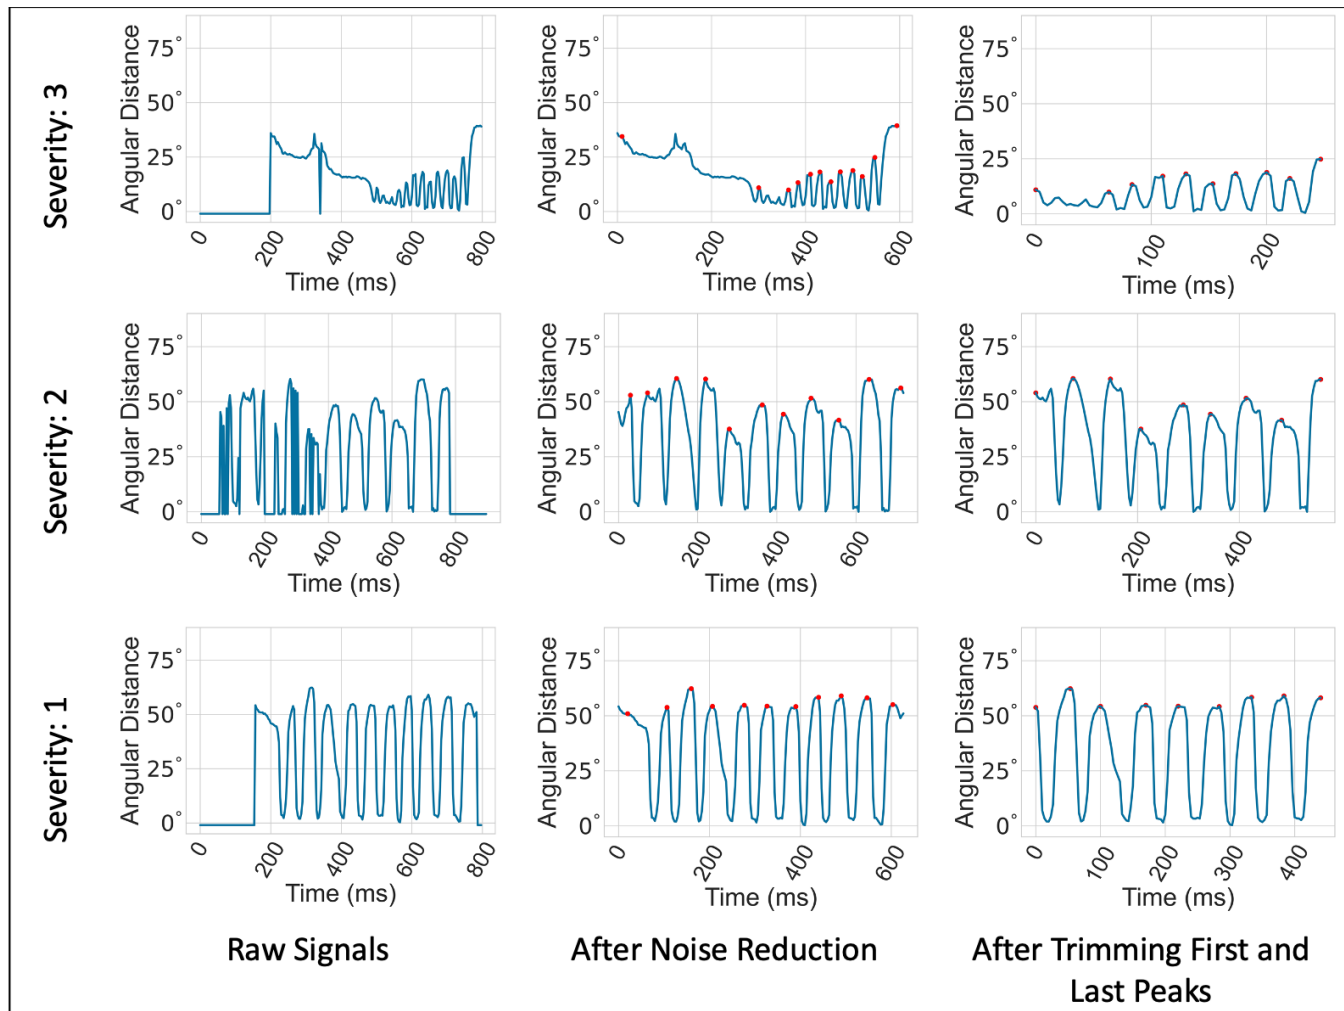 Severity: 3
Angular Distance
75°
50°
25°
0°
0
200
400
600
800
Time (ms)
Angular Distance
75°
50°
25°
0°
0
200
400
600
Time (ms)
Angular Distance
75°
50°
25°
0°
0
100
200
Time (ms)
Severity: 2
Angular Distance
75°
50°
25°
0°
0
200
400
600
800
Time (ms)
Angular Distance
75°
50°
25°
0°
0
200
400
600
Time (ms)
Angular Distance
75°
50°
25°
0°
0
200
400
Time (ms)
Severity: 1
Angular Distance
75°
50°
25°
0°
0
200
400
600
800
Time (ms)
Angular Distance
75°
50°
25°
0°
0
200
400
600
Time (ms)
Angular Distance
75°
50°
25°
0°
0
100
200
300
400
Time (ms)
Raw Signals
After Noise Reduction
After Trimming First and
Last Peaks